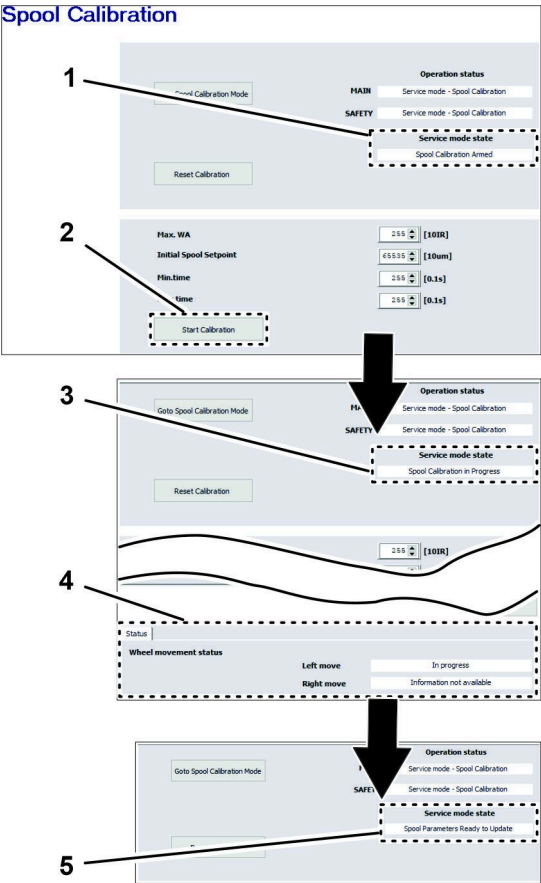 Spool Calibration
1
Operation status
Spool Calibration Mode
MAIN
Service mode - Spool Calibration
SAFETY
Service mode - Spool Calibration
Service mode state
Spool Calibration Armed
Reset Calibration
2
Max. WA
255 [10IR]
Initial Spool Setpoint
65535 [10um]
Min.time
255 [0.1s]
time
255 [0.1s]
Start Calibration
3
Operation status
Goto Spool Calibration Mode
Service mode - Spool Calibration
SAFETY
Service mode - Spool Calibration
Service mode state
Spool Calibration in Progress
Reset Calibration
255 [10IR]
4
Status
Wheel movement status
Left move
In progress
Right move
Information not available
Operation status
Goto Spool Calibration Mode
Service mode - Spool Calibration
Service mode - Spool Calibration
Service mode state
Spool Parameters Ready to Update
5